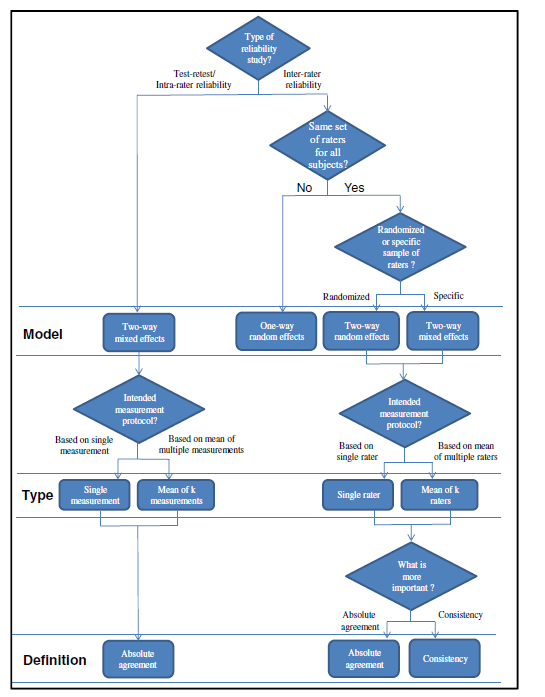 Type of
reliability
study?
Test-retest/
Intra-rater reliability
Inter-rater
reliability
Same set
of raters
for all
subjects?
No
Yes
Randomized
or specific
sample of
raters ?
Randomized
Specific
Model
Two-way
mixed effects
One-way
random effects
Two-way
random effects
Two-way
mixed effects
Intended
measurement
protocol?
Based on single
measurement
Based on mean of
multiple measurements
Intended
measurement
protocol?
Based on
single rater
Based on mean
of multiple raters
Type
Single
measurement
Mean of k
measurements
Single rater
Mean of k
raters
What is
more
important ?
Absolute
agreement
Consistency
Definition
Absolute
agreement
Absolute
agreement
Consistency